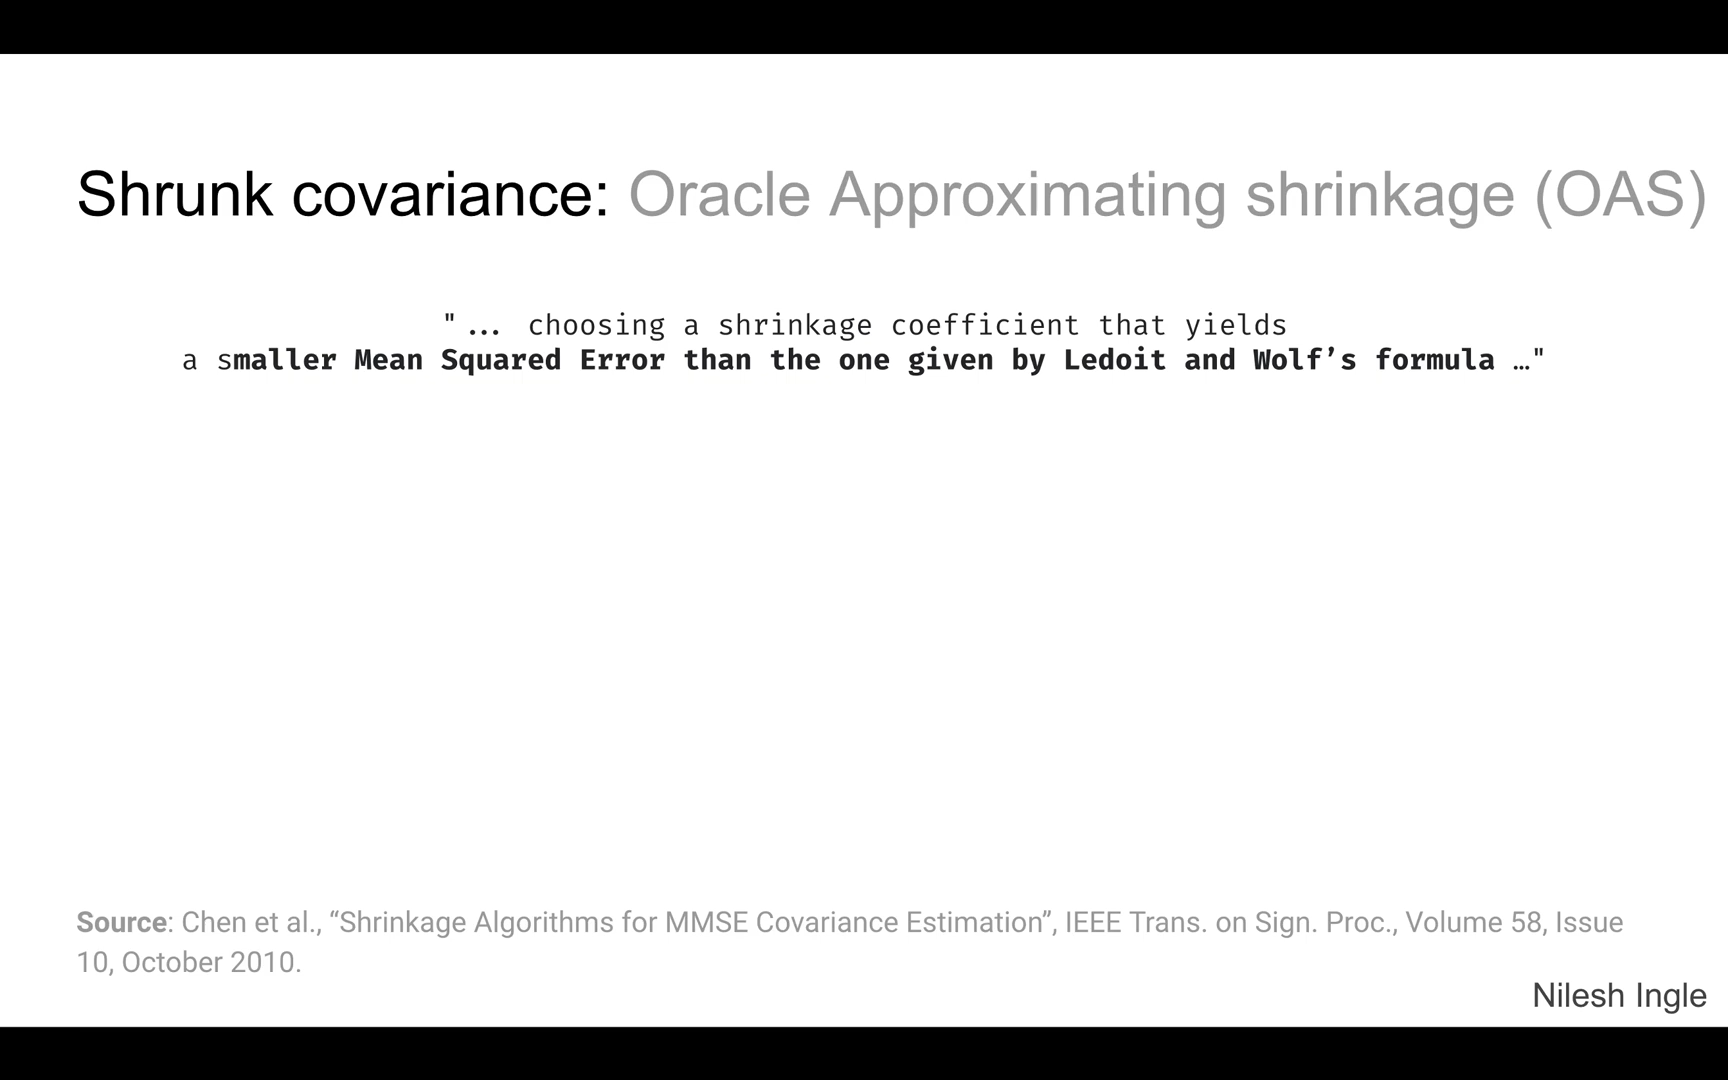 Shrunk covariance: Oracle Approximating shrinkage (OAS)
"... choosing a shrinkage coefficient that yields
a smaller Mean Squared Error than the one given by Ledoit and Wolf’s formula …"
Source: Chen et al., “Shrinkage Algorithms for MMSE Covariance Estimation”, IEEE Trans. on Sign. Proc., Volume 58, Issue
10, October 2010.
Nilesh Ingle